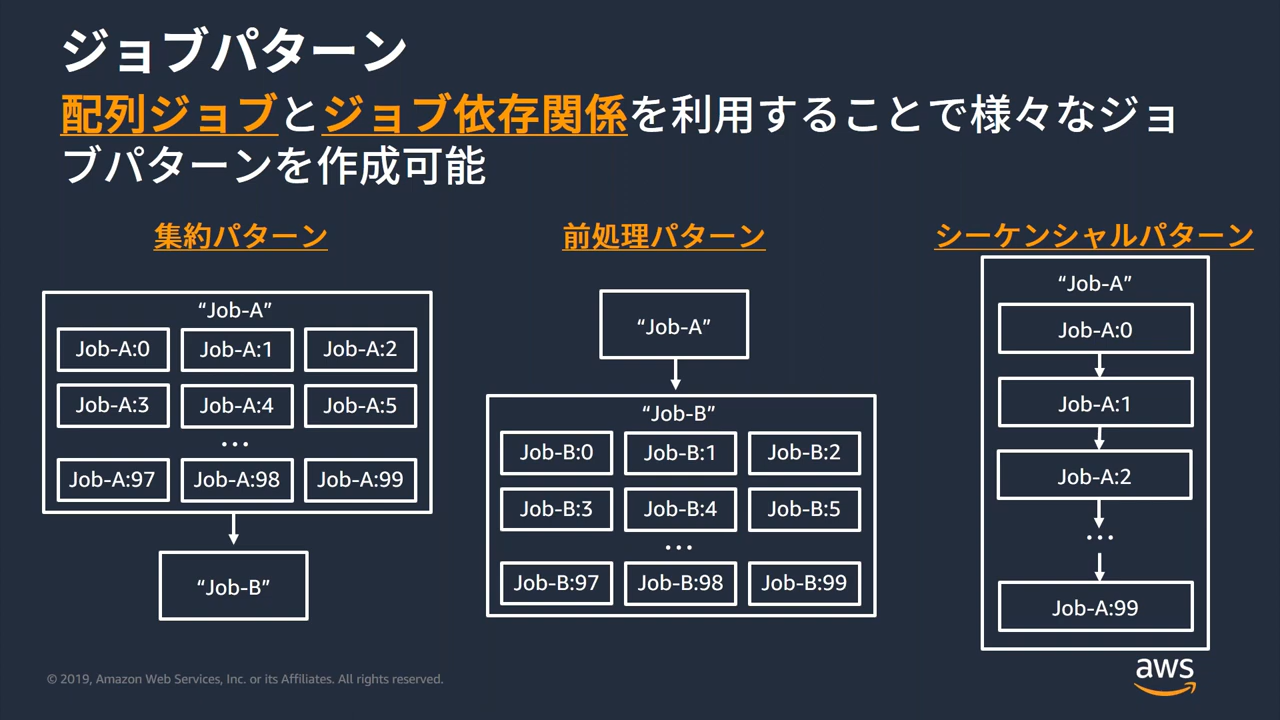 ジョブパターン
配列ジョブとジョブ依存関係を利用することで様々なジョ
ブパターンを作成可能
集約パターン
“Job-A”
Job-A:0 Job-A:1 Job-A:2
Job-A:3 Job-A:4 Job-A:5
...
Job-A:97 Job-A:98 Job-A:99
“Job-B”
前処理パターン
“Job-A”
“Job-B”
Job-B:0 Job-B:1 Job-B:2
Job-B:3 Job-B:4 Job-B:5
...
Job-B:97 Job-B:98 Job-B:99
シーケンシャルパターン
“Job-A”
Job-A:0
Job-A:1
Job-A:2
...
Job-A:99
© 2019, Amazon Web Services, Inc. or its Affiliates. All rights reserved.
aws